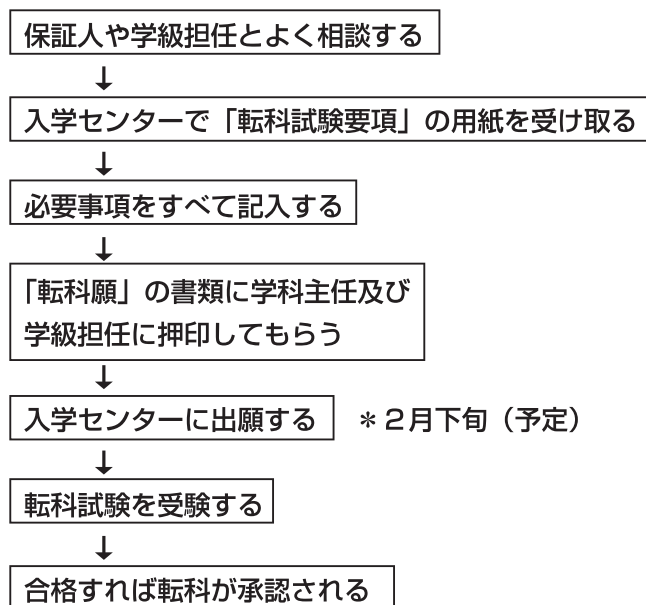 保証人や学級担任とよく相談する
↓
入学センターで「転科試験要項」の用紙を受け取る
↓
必要事項をすべて記入する
↓
「転科願」の書類に学科主任及び
学級担任に押印してもらう
↓
入学センターに出願する ＊２月下旬（予定）
↓
転科試験を受験する
↓
合格すれば転科が承認される